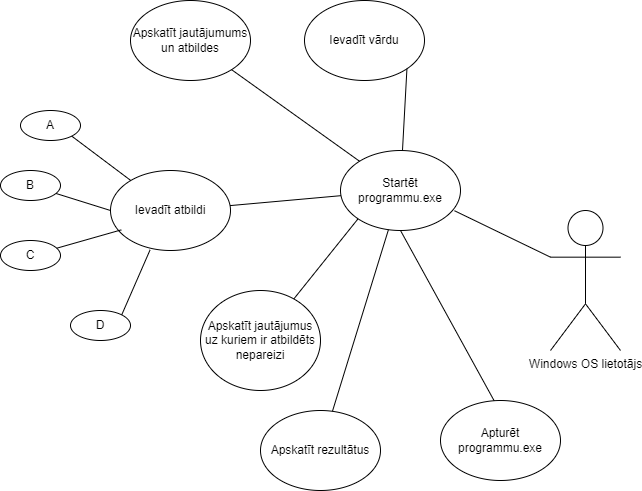 Apskatīt jautājumums
un atbildes
Ievadīt vārdu
A
B
C
D
Ievadīt atbildi
Startēt
programmu.exe
Apskatīt jautājumus
uz kuriem ir atbildēts
nepareizi
Apskatīt rezultātus
Apturēt
programmu.exe
Windows OS lietotājs